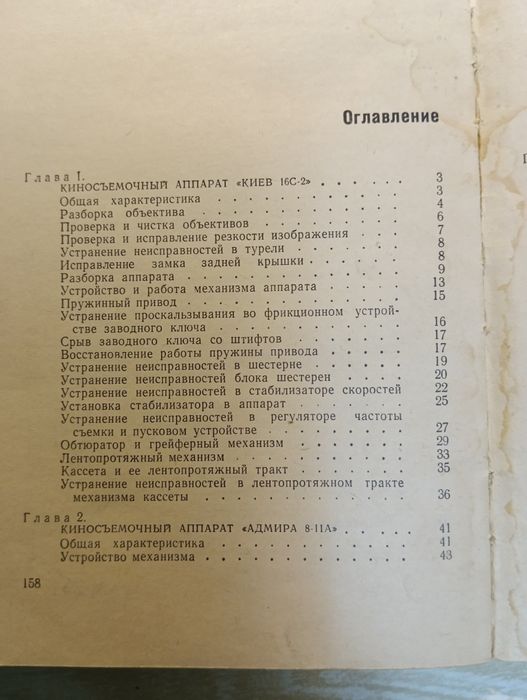 Оглавление
Глава 1.
КИНОСЪЕМОЧНЫЙ АППАРАТ «КИЕВ 16С-2» . . . . . . 3
Общая характеристика . . . . . . . . . . . 3
Разборка объектива . . . . . . . . . . . . 4
Проверка и чистка объективов . . . . . . . . 6
Проверка и исправление резкости изображения . . . . 7
Устранение неисправностей в турели . . . . . . . 8
Исправление замка задней крышки . . . . . . . 8
Разборка аппарата . . . . . . . . . . . . 9
Устройство и работа механизма аппарата . . . . . . 13
Пружинный привод . . . . . . . . . . . . 15
Устранение проскальзывания во фрикционном устрой-
стве заводного ключа . . . . . . . . . . . 16
Срыв заводного ключа со штифтов . . . . . . . 17
Восстановление работы пружины привода . . . . . 17
Устранение неисправностей в шестерне . . . . . . 19
Устранение неисправностей блока шестерен . . . . . 20
Устранение неисправностей в стабилизаторе скоростей 22
Установка стабилизатора в аппарат . . . . . . . 25
Устранение неисправностей в регуляторе частоты
съемки и пусковом устройстве . . . . . . . . 27
Обтюратор и грейферный механизм . . . . . . . 29
Лентопротяжный механизм . . . . . . . . . . 33
Кассета и ее лентопротяжный тракт . . . . . . . 35
Устранение неисправностей в лентопротяжном тракте
механизма кассеты . . . . . . . . . . . . 36
Глава 2.
КИНОСЪЕМОЧНЫЙ АППАРАТ «АДМИРА 8-11А» . . . . . 41
Общая характеристика . . . . . . . . . . . 41
Устройство механизма . . . . . . . . . . . 43
158